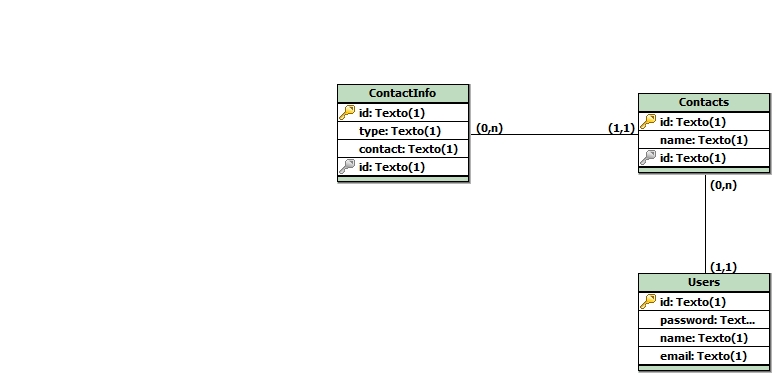 ContactInfo
id: Texto(1)
type: Texto(1)
contact: Texto(1)
id: Texto(1)
(0,n)
(1,1)
Contacts
id: Texto(1)
name: Texto(1)
id: Texto(1)
(0,n)
(1,1)
Users
id: Texto(1)
password: Text...
name: Texto(1)
email: Texto(1)